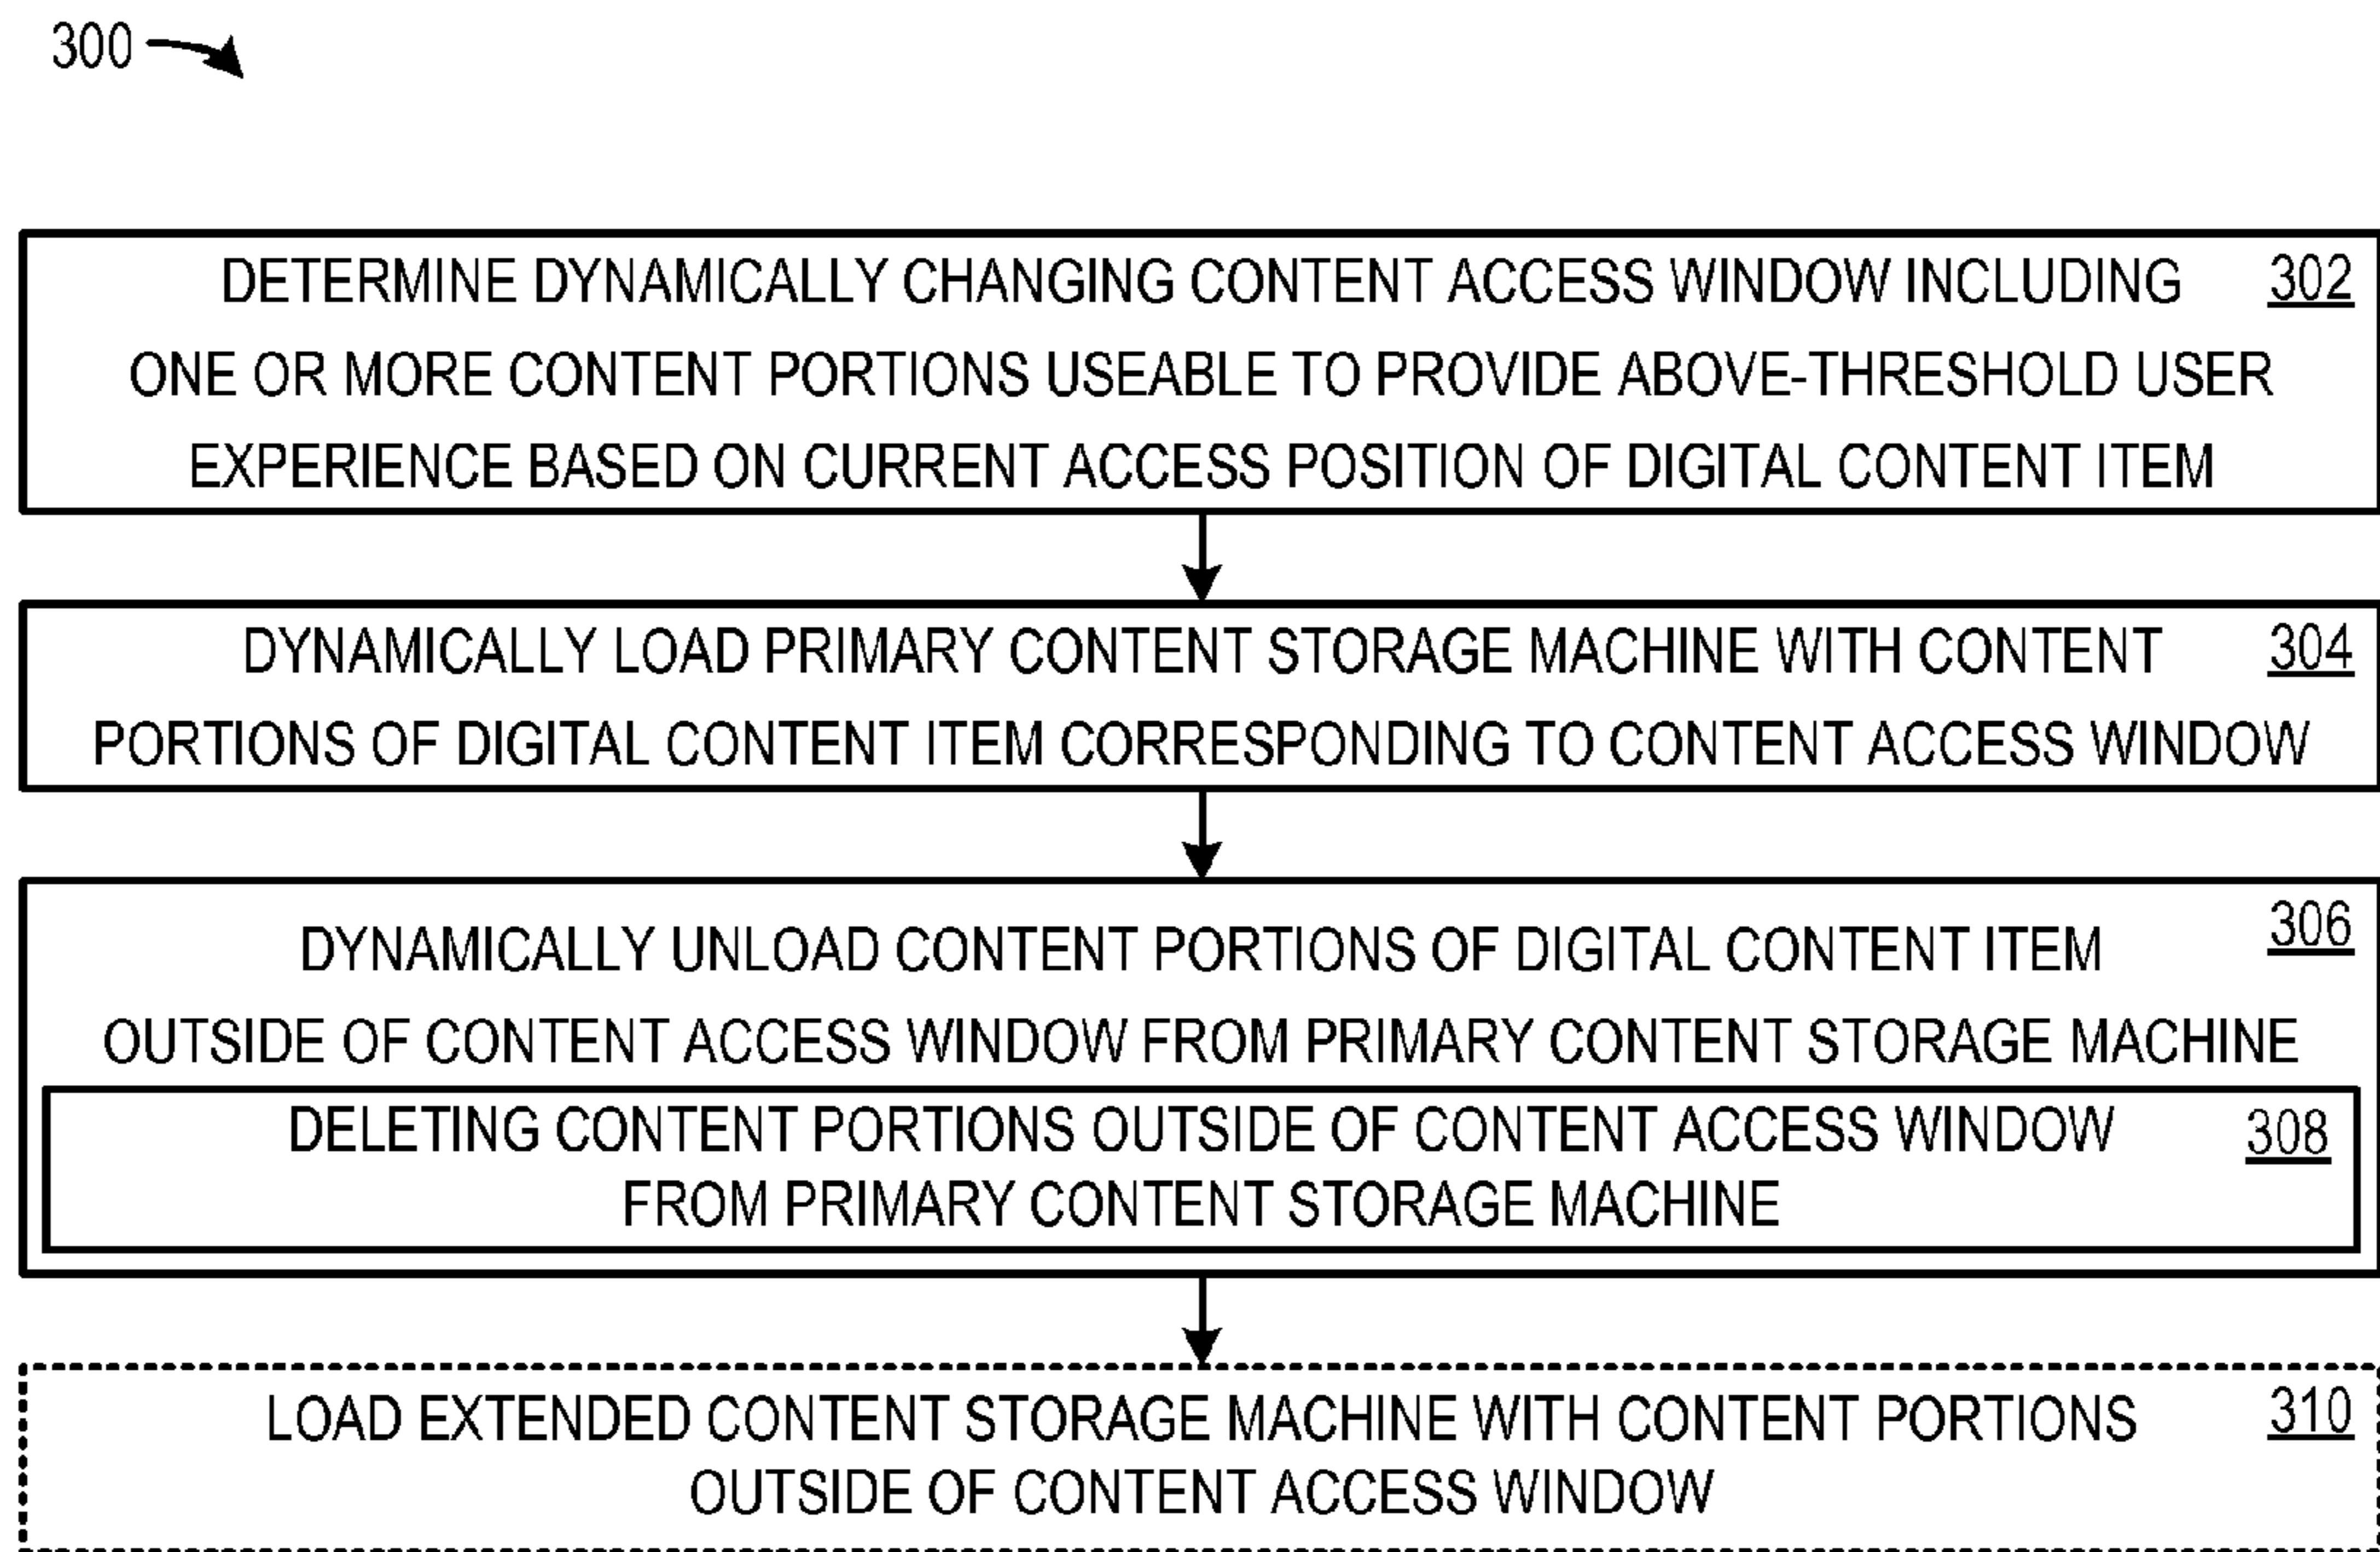 300
DETERMINE DYNAMICALLY CHANGING CONTENT ACCESS WINDOW INCLUDING 302
ONE OR MORE CONTENT PORTIONS USEABLE TO PROVIDE ABOVE-THRESHOLD USER
EXPERIENCE BASED ON CURRENT ACCESS POSITION OF DIGITAL CONTENT ITEM
DYNAMICALLY LOAD PRIMARY CONTENT STORAGE MACHINE WITH CONTENT 304
PORTIONS OF DIGITAL CONTENT ITEM CORRESPONDING TO CONTENT ACCESS WINDOW
DYNAMICALLY UNLOAD CONTENT PORTIONS OF DIGITAL CONTENT ITEM 306
OUTSIDE OF CONTENT ACCESS WINDOW FROM PRIMARY CONTENT STORAGE MACHINE
DELETING CONTENT PORTIONS OUTSIDE OF CONTENT ACCESS WINDOW 308
FROM PRIMARY CONTENT STORAGE MACHINE
LOAD EXTENDED CONTENT STORAGE MACHINE WITH CONTENT PORTIONS 310
OUTSIDE OF CONTENT ACCESS WINDOW